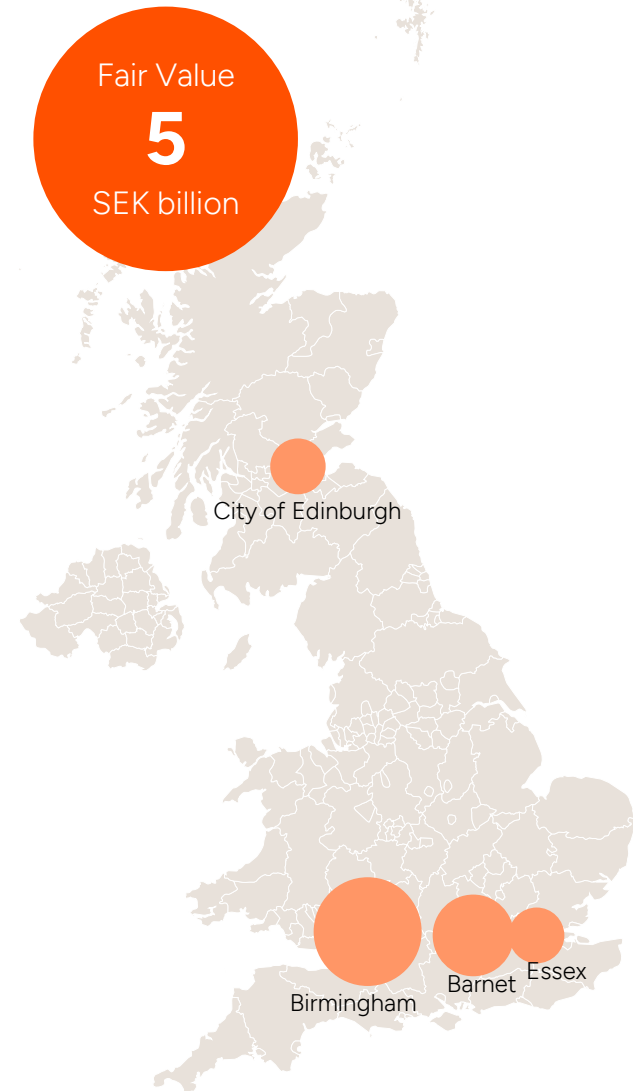 Fair Value
5
SEK billion
City of Edinburgh
Essex
Barnet
Birmingham